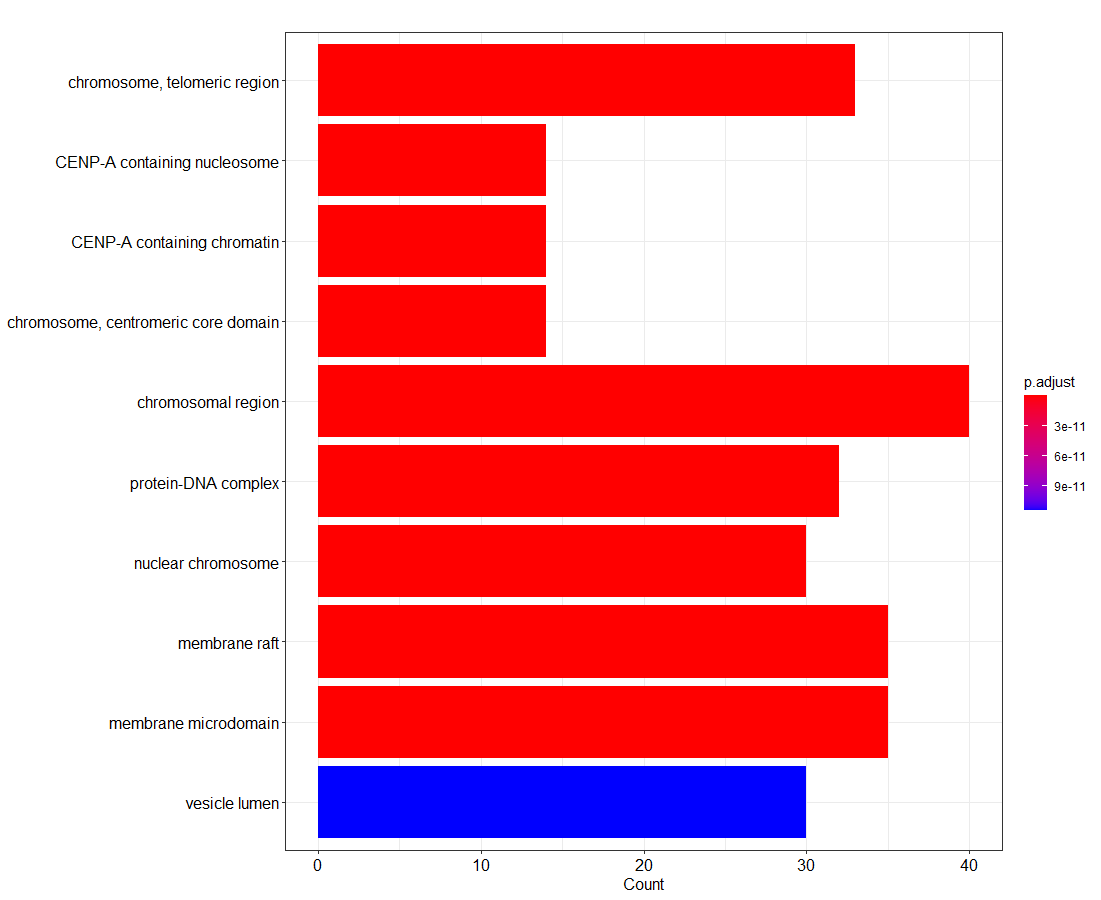 chromosome, telomeric region
CENP-A containing nucleosome
CENP-A containing chromatin
chromosome, centromeric core domain
chromosomal region
protein-DNA complex
nuclear chromosome
membrane raft
membrane microdomain
vesicle lumen
0 10 20 30 40
Count
p.adjust
3e-11
6e-11
9e-11